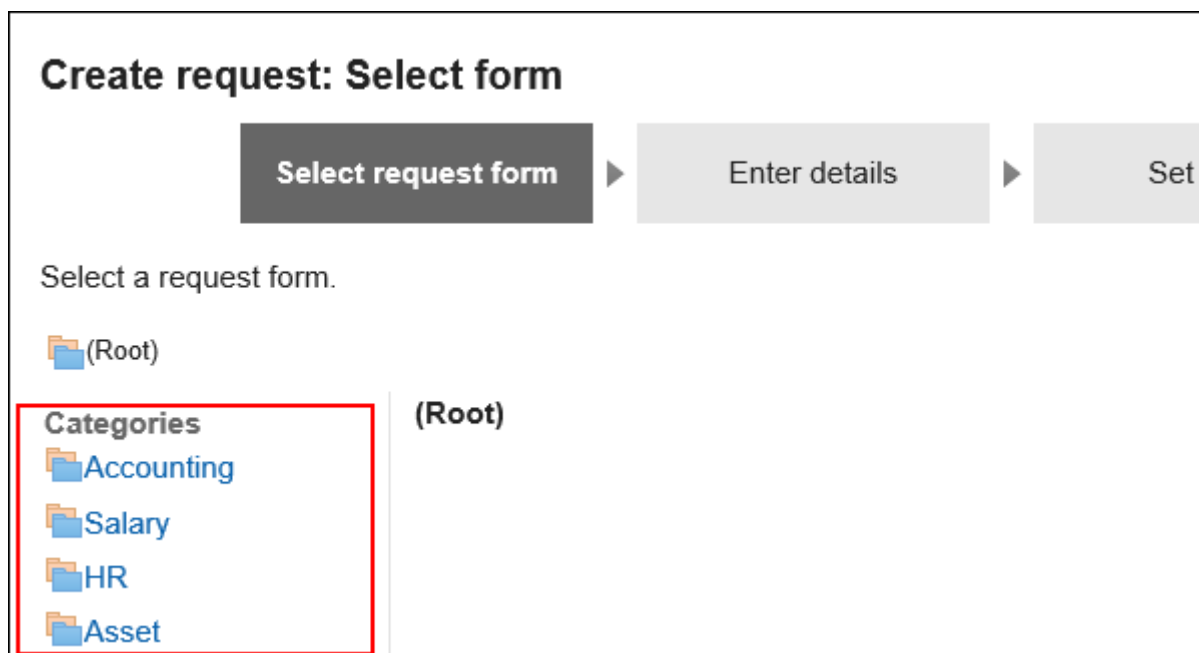 Create request: Select form
Select request form
Enter details
Set
Select a request form.
(Root)
Categories
(Root)
Accounting
Salary
HR
Asset